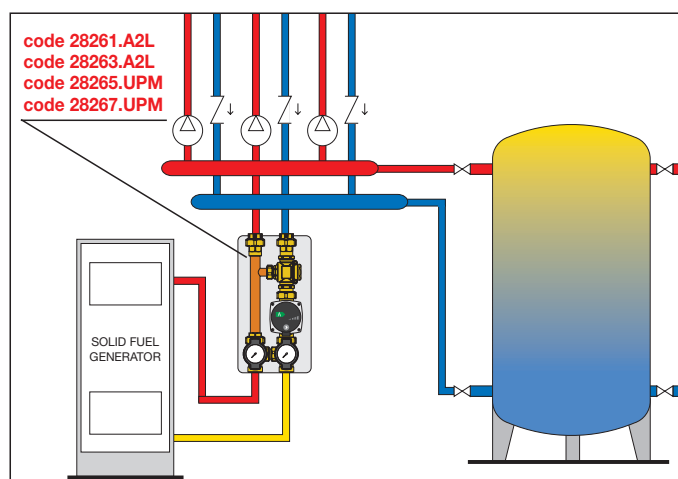 code 28261.A2L
code 28263.A2L
code 28265.UPM
code 28267.UPM
SOLID FUEL
GENERATOR